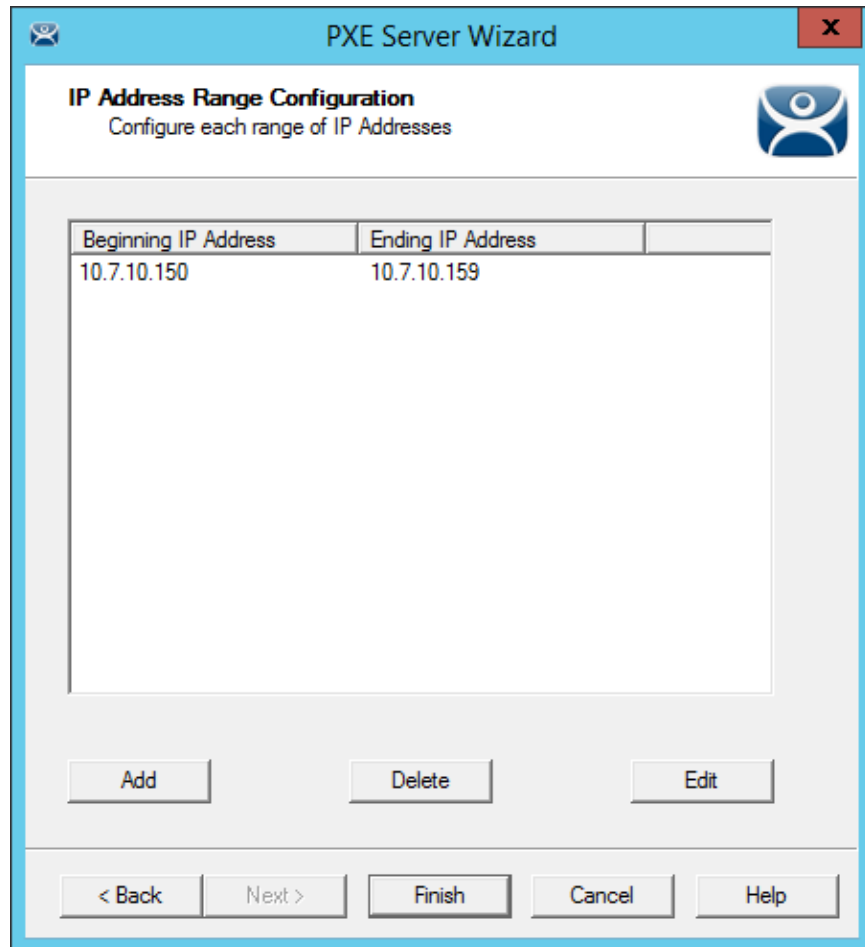 PXE Server Wizard
x
IP Address Range Configuration
Configure each range of IP Addresses
Beginning IP Address Ending IP Address
10.7.10.150 10.7.10.159
Add Delete Edit
< Back Next > Finish Cancel Help